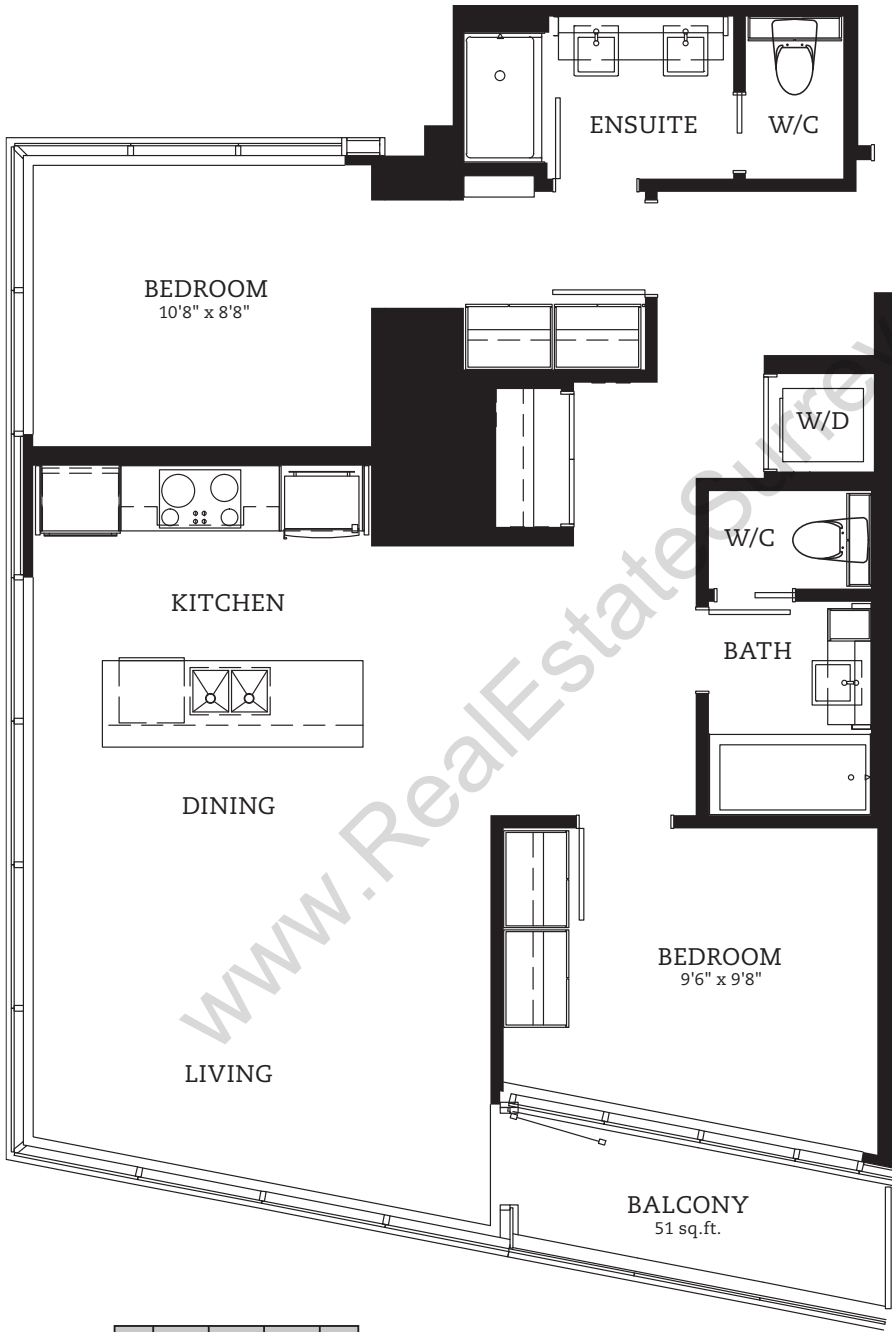 ENSUITE
W/C
BEDROOM
10'8" x 8'8"
W/D
W/C
KITCHEN
BATH
DINING
BEDROOM
9'6" x 9'8"
LIVING
BALCONY
51 sq.ft.
www.RealEstateSurrey